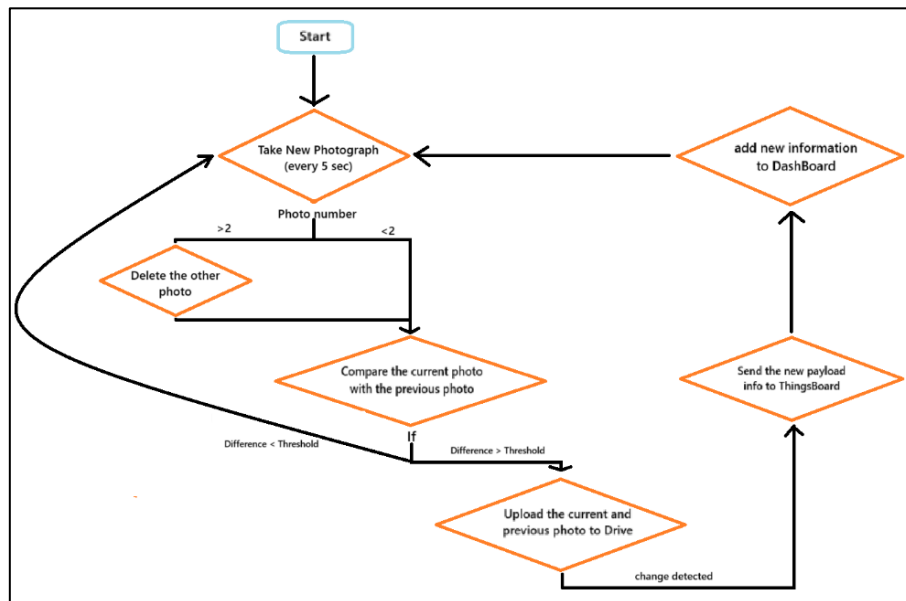 Start
Take New Photograph
(every 5 sec)
add new information
to DashBoard
Photo number
>2
<2
Delete the other
photo
Compare the current photo
with the previous photo
Send the new payload
info to ThingsBoard
If
Difference < Threshold
Difference > Threshold
Upload the current and
previous photo to Drive
change detected